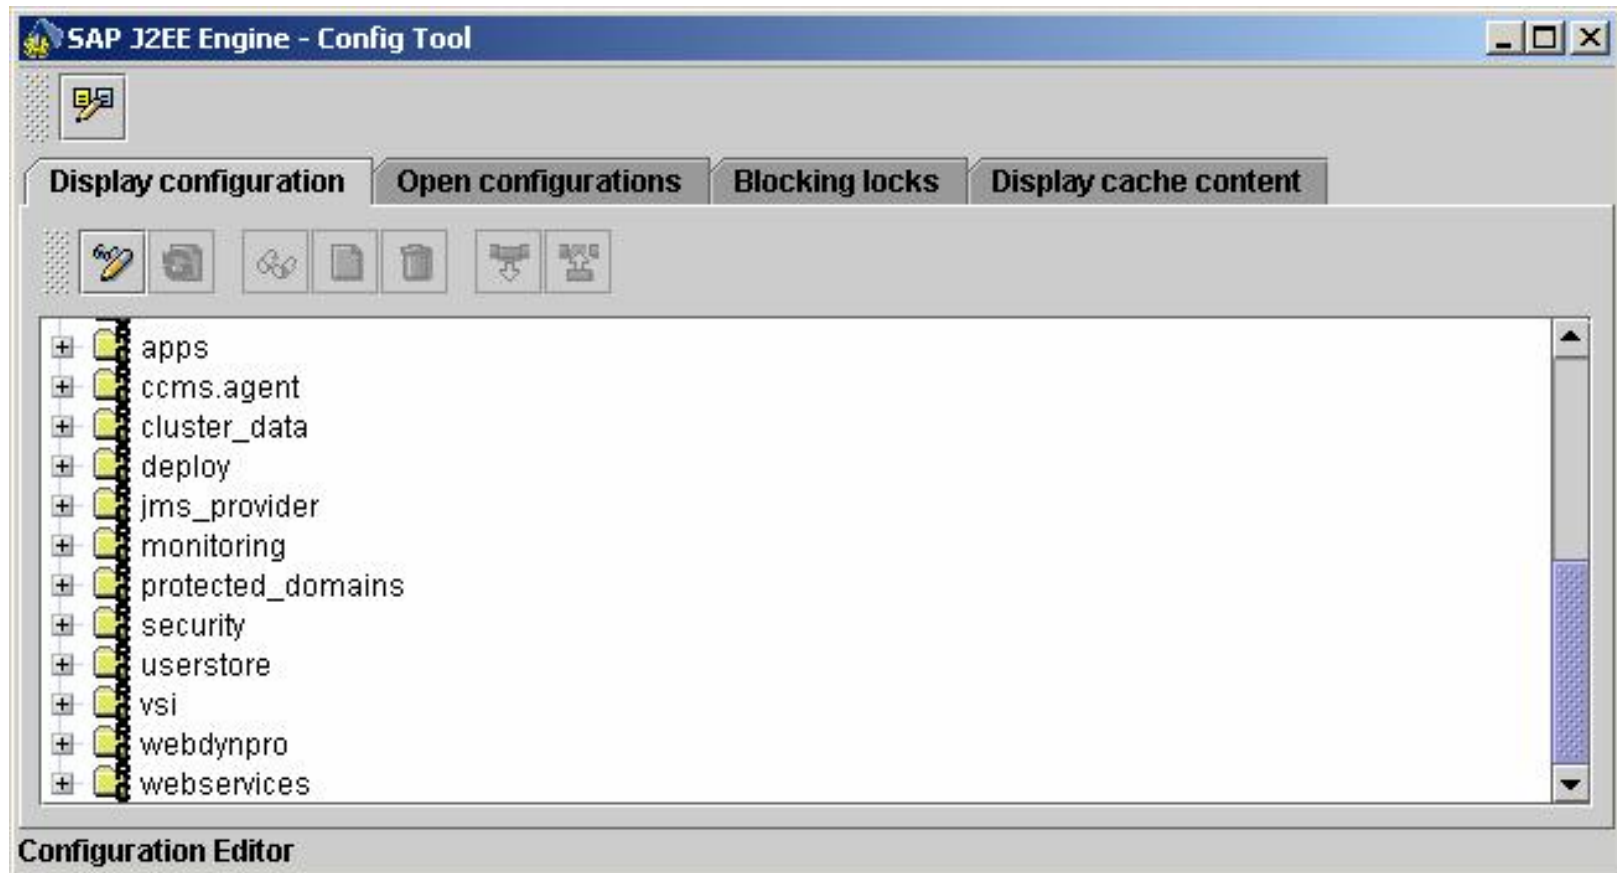 SAP J2EE Engine - Config Tool
Display configuration Open configurations Blocking locks Display cache content
apps
ccms.agent
cluster_data
deploy
jms_provider
monitoring
protected_domains
security
userstore
vsi
webdynpro
webservices
Configuration Editor